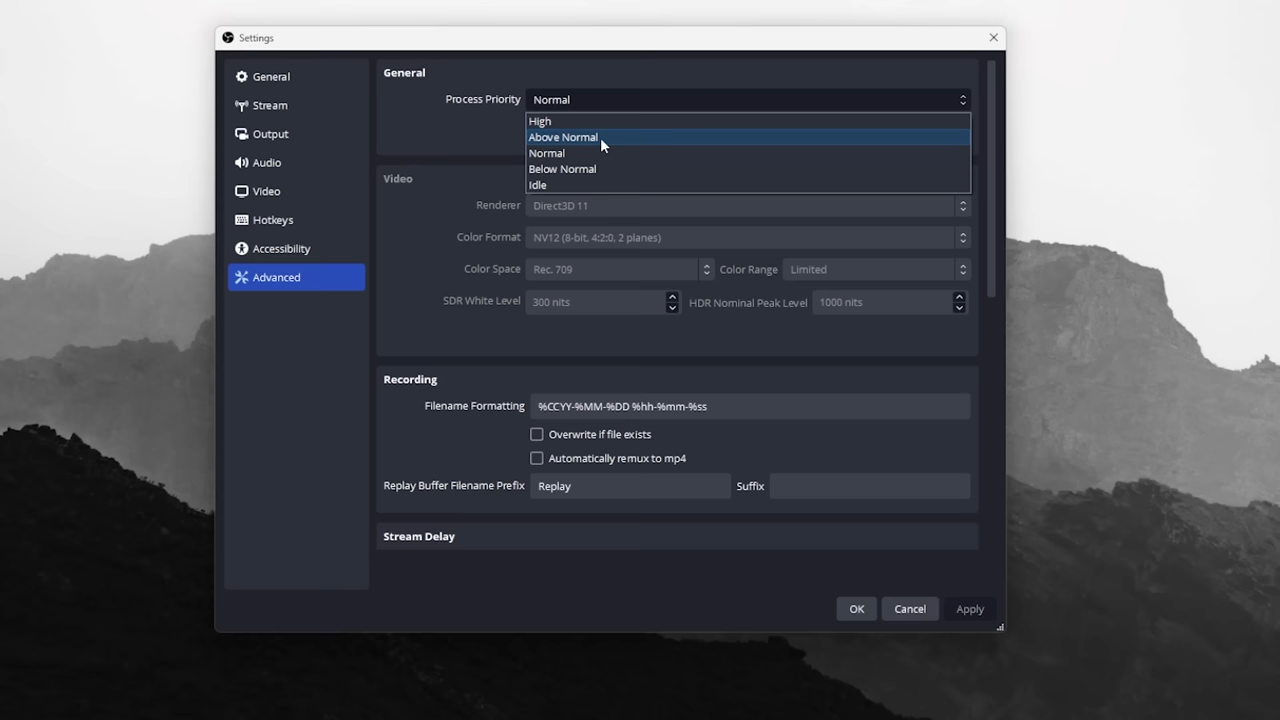 Settings
General
Stream
Output
Audio
Video
Hotkeys
Accessibility
Advanced
General
Process Priority Normal
High
Above Normal
Normal
Below Normal
Idle
Video
Renderer Direct3D 11
Color Format NV12 (8-bit, 4:2:0, 2 planes)
Color Space Rec. 709 Color Range Limited
SDR White Level 300 nits HDR Nominal Peak Level 1000 nits
Recording
Filename Formatting %CCYY-%MM-%DD %hh-%mm-%ss
Overwrite if file exists
Automatically remux to mp4
Replay Buffer Filename Prefix Replay Suffix
Stream Delay
OK Cancel Apply